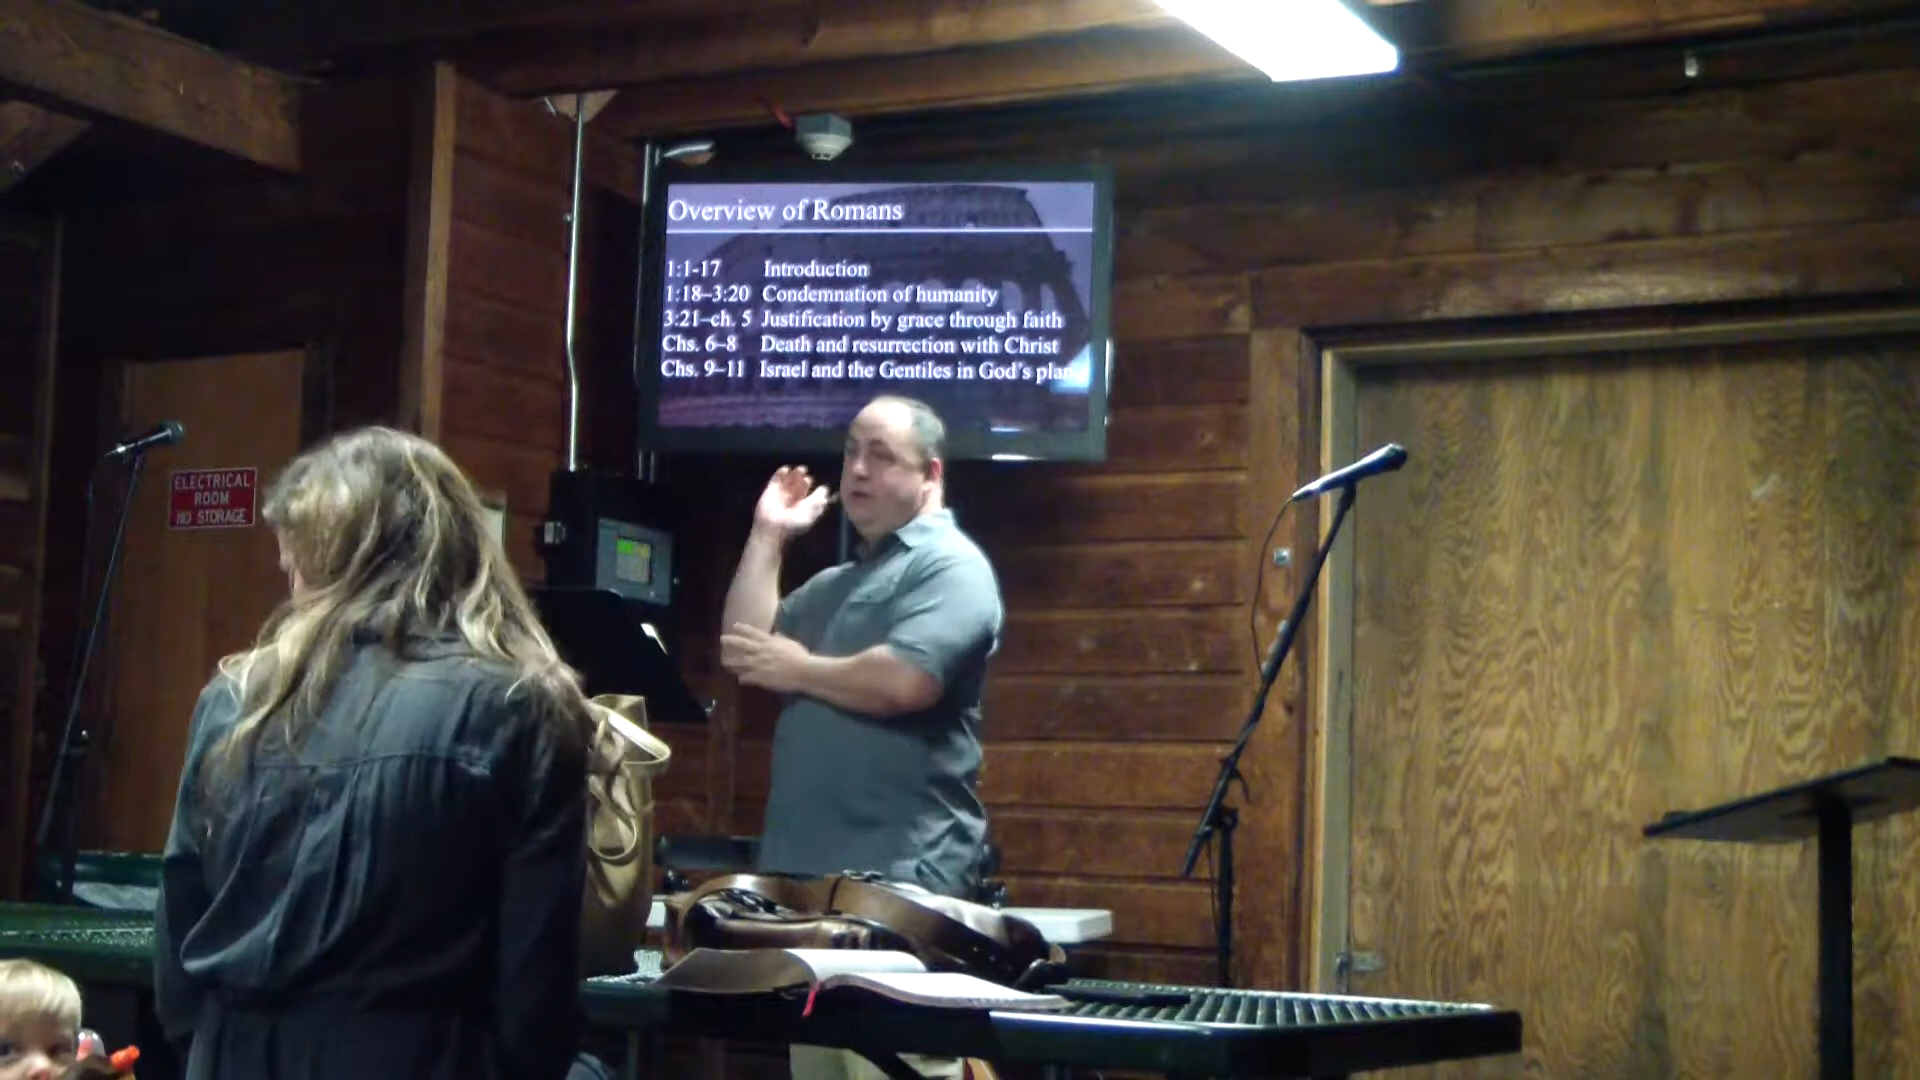 Overview of Romans
1:1-17 Introduction
1:18–3:20 Condemnation of humanity
3:21–ch. 5 Justification by grace through faith
Chs. 6–8 Death and resurrection with Christ
Chs. 9–11 Israel and the Gentiles in God's plan
ELECTRICAL
ROOM
NO STORAGE